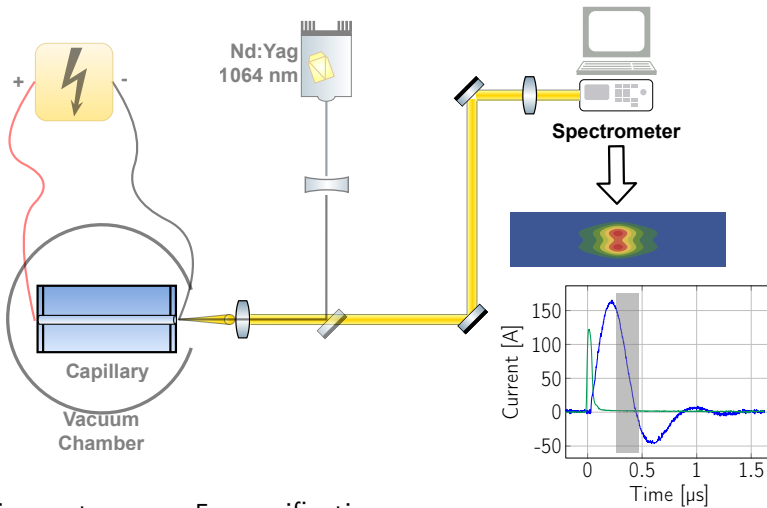 Nd:Yag
1064 nm
+ -
Spectrometer
Capillary
Vacuum
Chamber
Current [A]
150
100
50
0
-50
0 0.5 1 1.5
Time [µs]